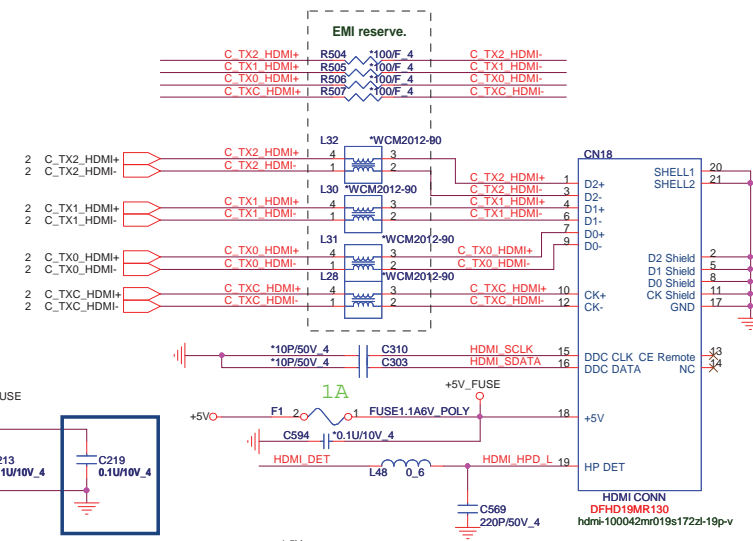 EMI reserve.
C_TX2_HDMI+ R504 *100/F_4 C_TX2_HDMI-
C_TX1_HDMI+ R505 *100/F_4 C_TX1_HDMI-
C_TX0_HDMI+ R506 *100/F_4 C_TX0_HDMI-
C_TXC_HDMI+ R507 *100/F_4 C_TXC_HDMI-
L32 *WCM2012-90
CN18
2 C_TX2_HDMI+ C_TX2_HDMI+ 4 3
2 C_TX2_HDMI- C_TX2_HDMI- 1 2
SHELL1 20
SHELL2 21
C_TX2_HDMI+ 1 D2+
C_TX2_HDMI- 3 D2-
L30 *WCM2012-90
2 C_TX1_HDMI+ C_TX1_HDMI+ 4 3 C_TX1_HDMI+ 4 D1+
2 C_TX1_HDMI- C_TX1_HDMI- 1 2 C_TX1_HDMI- 6 D1-
7 D0+
9 D0-
L31 *WCM2012-90
2 C_TX0_HDMI+ C_TX0_HDMI+ 4 3 C_TX0_HDMI+
2 C_TX0_HDMI- C_TX0_HDMI- 1 2 C_TX0_HDMI-
D2 Shield 2
D1 Shield 5
D0 Shield 8
CK Shield 11
GND 17
L28 *WCM2012-90
2 C_TXC_HDMI+ C_TXC_HDMI+ 4 3 C_TXC_HDMI+ 10 CK+
2 C_TXC_HDMI- C_TXC_HDMI- 1 2 C_TXC_HDMI- 12 CK-
*10P/50V_4 C310 HDMI_SCLK 15 DDC CLK CE Remote 13
*10P/50V_4 C303 HDMI_SDATA 16 DDC DATA NC 14
1A
+5V_FUSE
USE
+5V F1 2 1 FUSE1.1A6V_POLY 18 +5V
C594 *0.1U/10V_4
HDMI_DET L48 0_6 HDMI_HPD_L 19 HP DET
213 C219
1U/10V_4 0.1U/10V_4
C569
220P/50V_4
HDMI CONN
DFHD19MR130
hdmi-100042mr019s172zl-19p-v